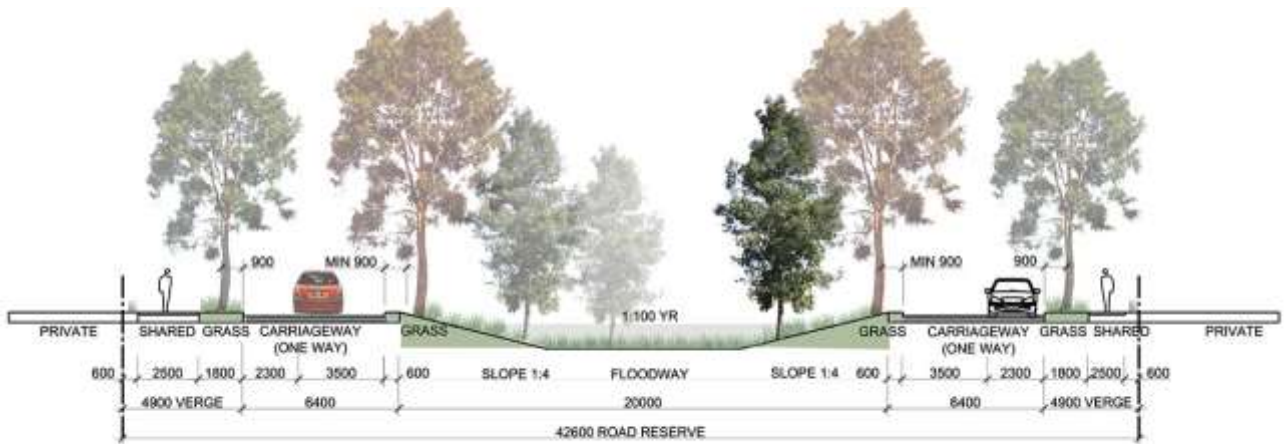 900 MIN 900 MIN 900 900
1:100 YR
PRIVATE SHARED GRASS CARRIAGEWAY GRASS GRASS CARRIAGEWAY GRASS SHARED PRIVATE
(ONE WAY) (ONE WAY)
600 2500 1800 2300 3500 600 SLOPE 1:4 FLOODWAY SLOPE 1:4 600 3500 2300 1800 2500 600
4900 VERGE 6400 20000 6400 4900 VERGE
42600 ROAD RESERVE